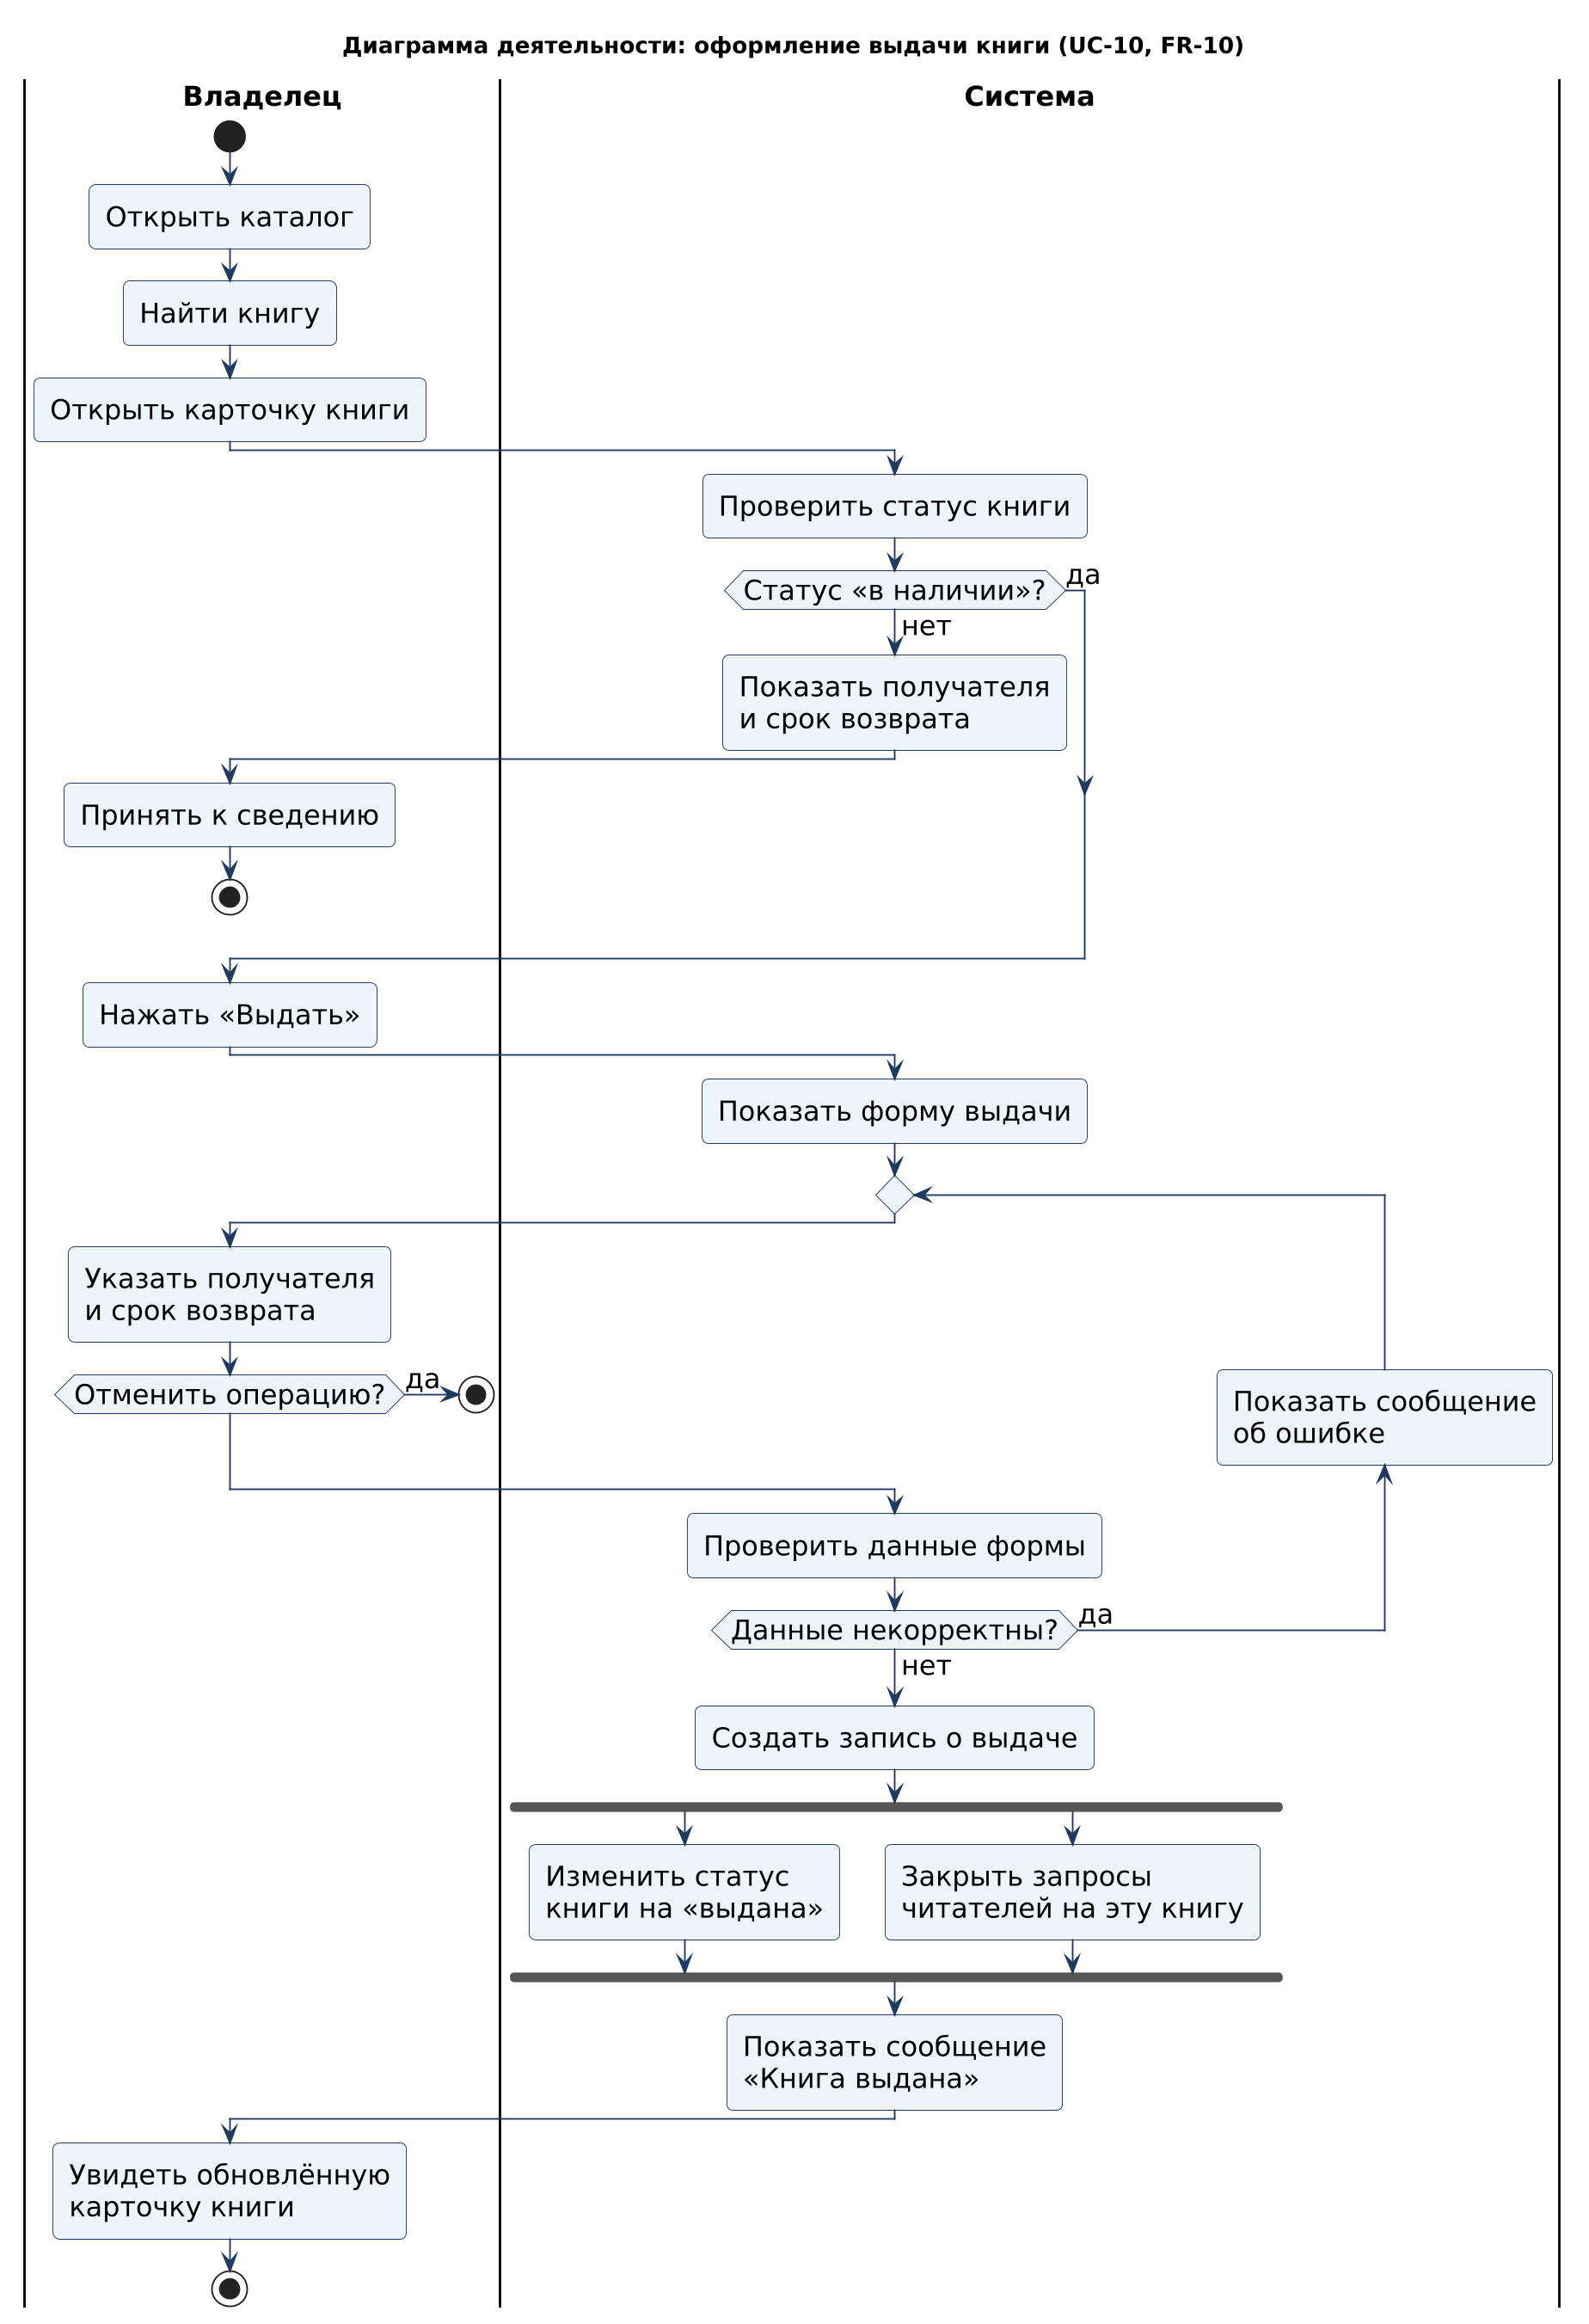 Диаграмма деятельности: оформление выдачи книги (UC-10, FR-10)
Владелец
Система
Открыть каталог
Найти книгу
Открыть карточку книги
Проверить статус книги
Статус «в наличии»?
да
нет
Показать получателя
и срок возврата
Принять к сведению
Нажать «Выдать»
Показать форму выдачи
Указать получателя
и срок возврата
Отменить операцию?
да
Показать сообщение
об ошибке
Проверить данные формы
Данные некорректны?
да
нет
Создать запись о выдаче
Изменить статус
книги на «выдана»
Закрыть запросы
читателей на эту книгу
Показать сообщение
«Книга выдана»
Увидеть обновлённую
карточку книги